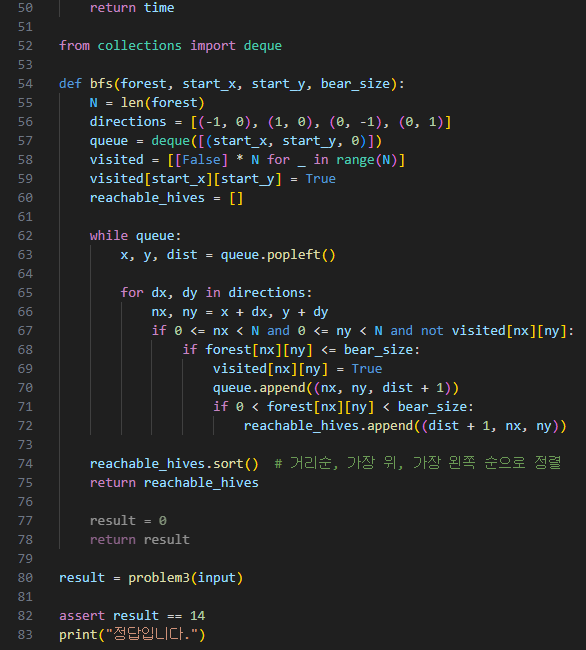 50         return time
51
52     from collections import deque
53
54     def bfs(forest, start_x, start_y, bear_size):
55         N = len(forest)
56         directions = [(-1, 0), (1, 0), (0, -1), (0, 1)]
57         queue = deque([(start_x, start_y, 0)])
58         visited = [[False] * N for _ in range(N)]
59         visited[start_x][start_y] = True
60         reachable_hives = []
61
62         while queue:
63             x, y, dist = queue.popleft()
64
65             for dx, dy in directions:
66                 nx, ny = x + dx, y + dy
67                 if 0 <= nx < N and 0 <= ny < N and not visited[nx][ny]:
68                     if forest[nx][ny] <= bear_size:
69                         visited[nx][ny] = True
70                         queue.append((nx, ny, dist + 1))
71                         if 0 < forest[nx][ny] < bear_size:
72                             reachable_hives.append((dist + 1, nx, ny))
73
74         reachable_hives.sort()  # 거리순, 가장 위, 가장 왼쪽 순으로 정렬
75         return reachable_hives
76
77         result = 0
78         return result
79
80     result = problem3(input)
81
82     assert result == 14
83     print("정답입니다.")